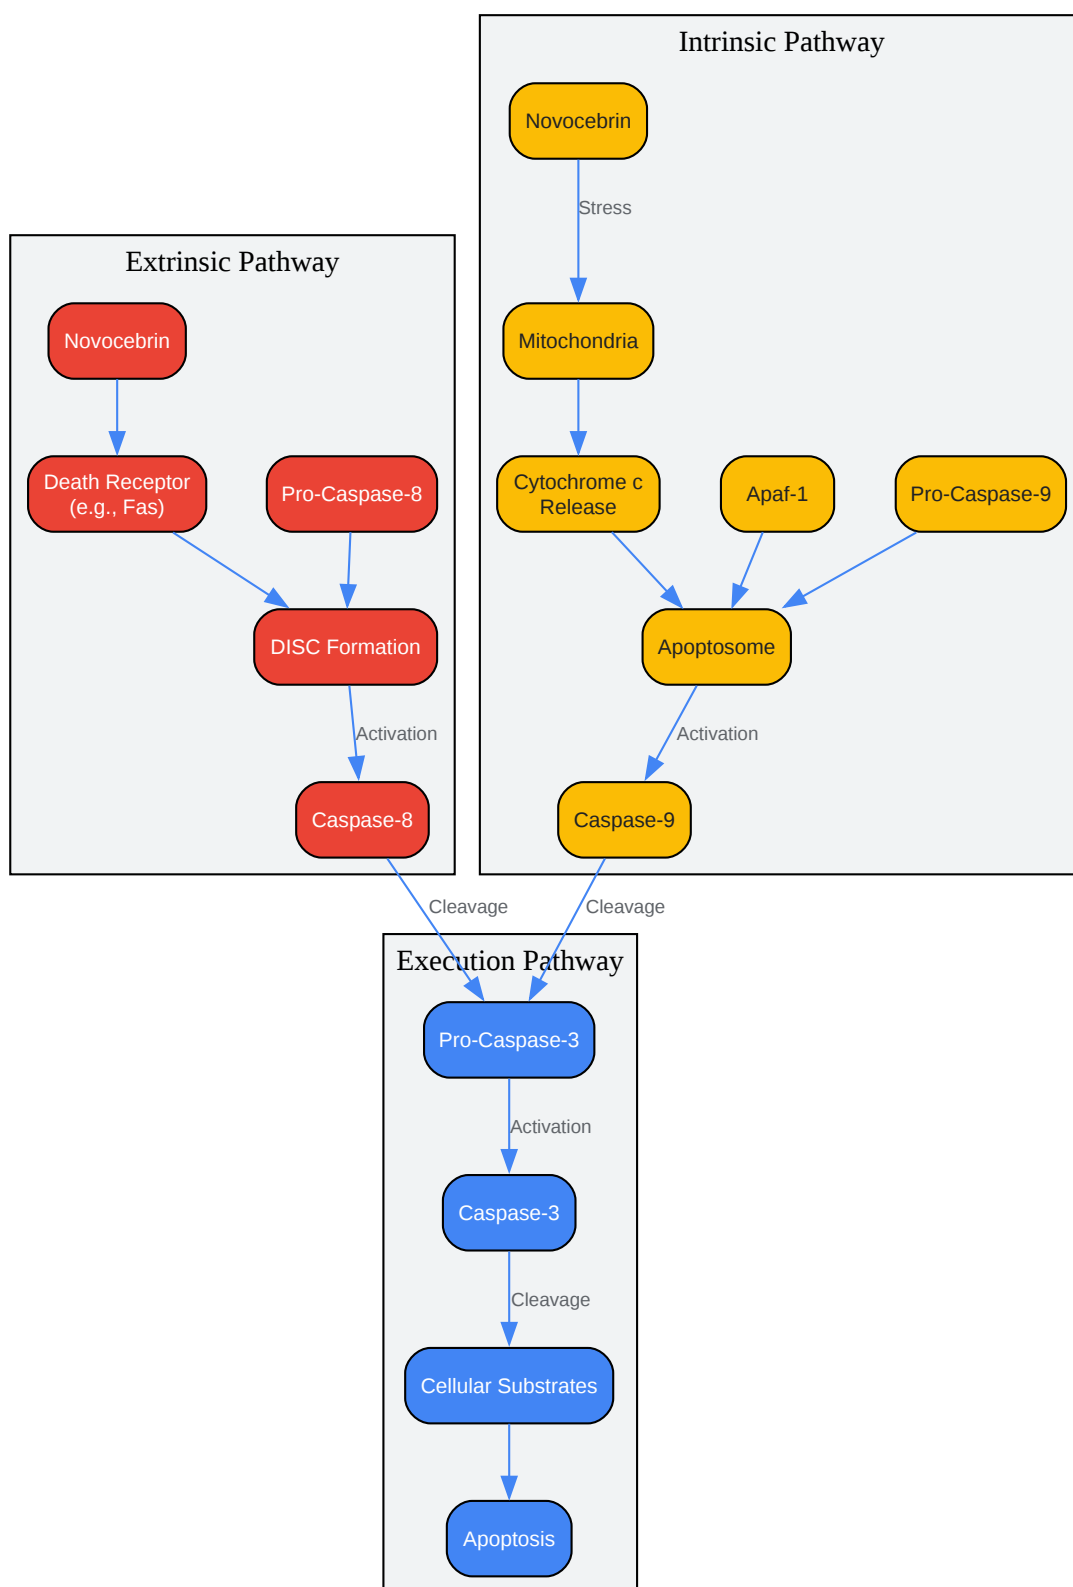 Intrinsic Pathway
Novocebrin
Stress
Extrinsic Pathway
Novocebrin
Mitochondria
Death Receptor
(e.g., Fas)
Pro-Caspase-8
Cytochrome c
Release
Apaf-1
Pro-Caspase-9
DISC Formation
Apoptosome
Activation
Activation
Caspase-8
Caspase-9
Cleavage
Cleavage
Execution Pathway
Pro-Caspase-3
Activation
Caspase-3
Cleavage
Cellular Substrates
Apoptosis